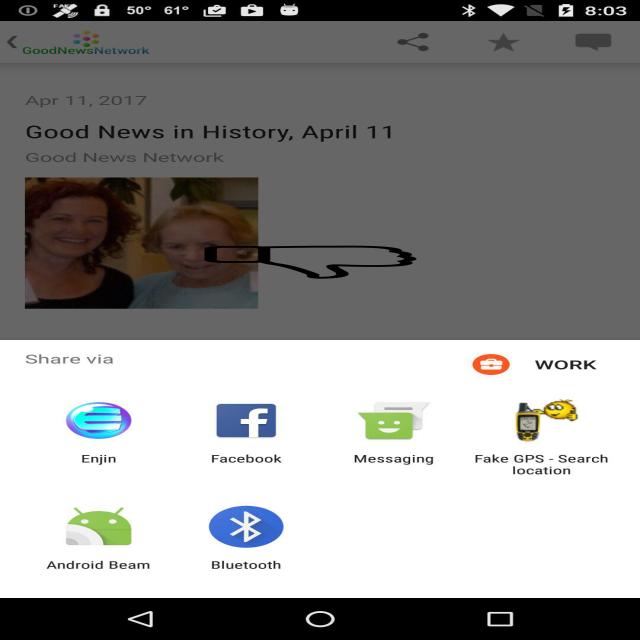 50° 61° 8:03
GoodNewsNetwork
Apr 11, 2017
Good News in History, April 11
Good News Network
Share via WORK
Enjin Facebook Messaging Fake GPS - Search
location
Android Beam Bluetooth